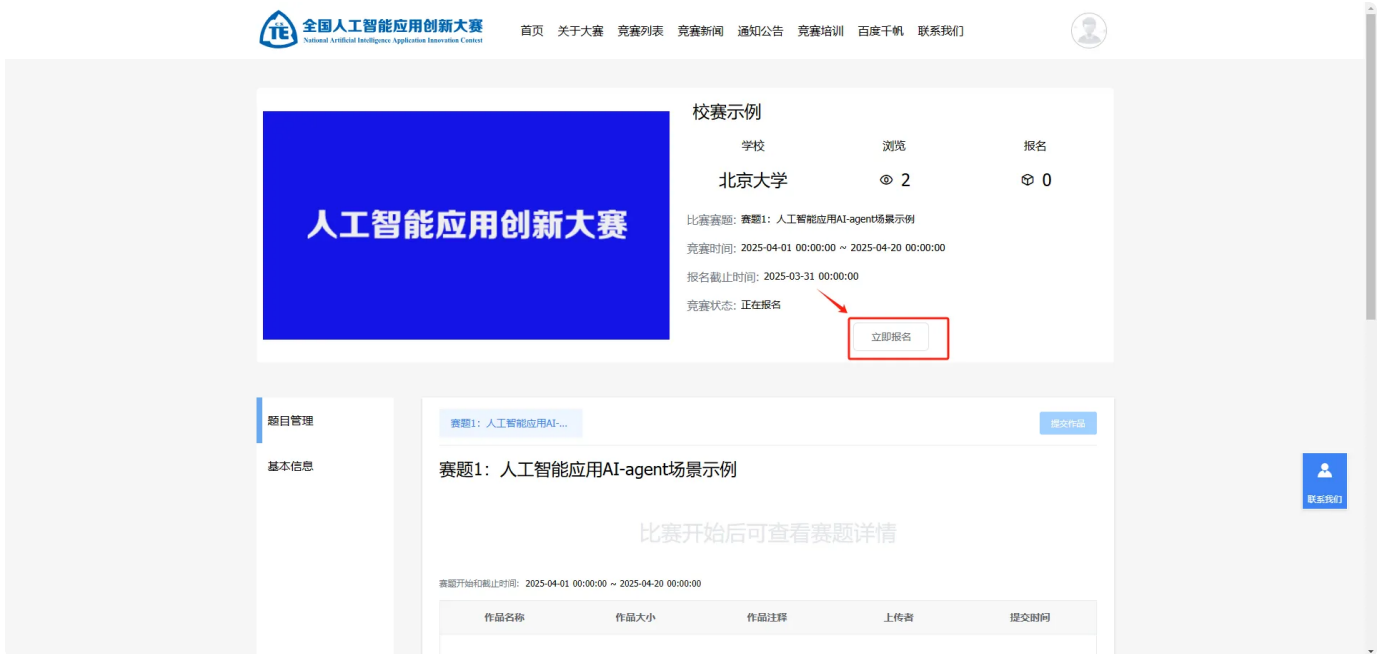 TE 全国人工智能应用创新大赛
National Artificial Intelligence Application Innovation Contest
首页 关于大赛 竞赛列表 竞赛新闻 通知公告 竞赛培训 百度千帆 联系我们
人工智能应用创新大赛
校赛示例
学校 浏览 报名
北京大学 2 0
比赛赛题: 赛题1：人工智能应用AI-agent场景示例
竞赛时间: 2025-04-01 00:00:00 ~ 2025-04-20 00:00:00
报名截止时间: 2025-03-31 00:00:00
竞赛状态: 正在报名
立即报名
题目管理
基本信息
赛题1：人工智能应用AI-... 提交作品
赛题1：人工智能应用AI-agent场景示例
比赛开始后可查看赛题详情
赛题开始和截止时间: 2025-04-01 00:00:00 ~ 2025-04-20 00:00:00
作品名称 作品大小 作品注释 上传者 提交时间
联系我们